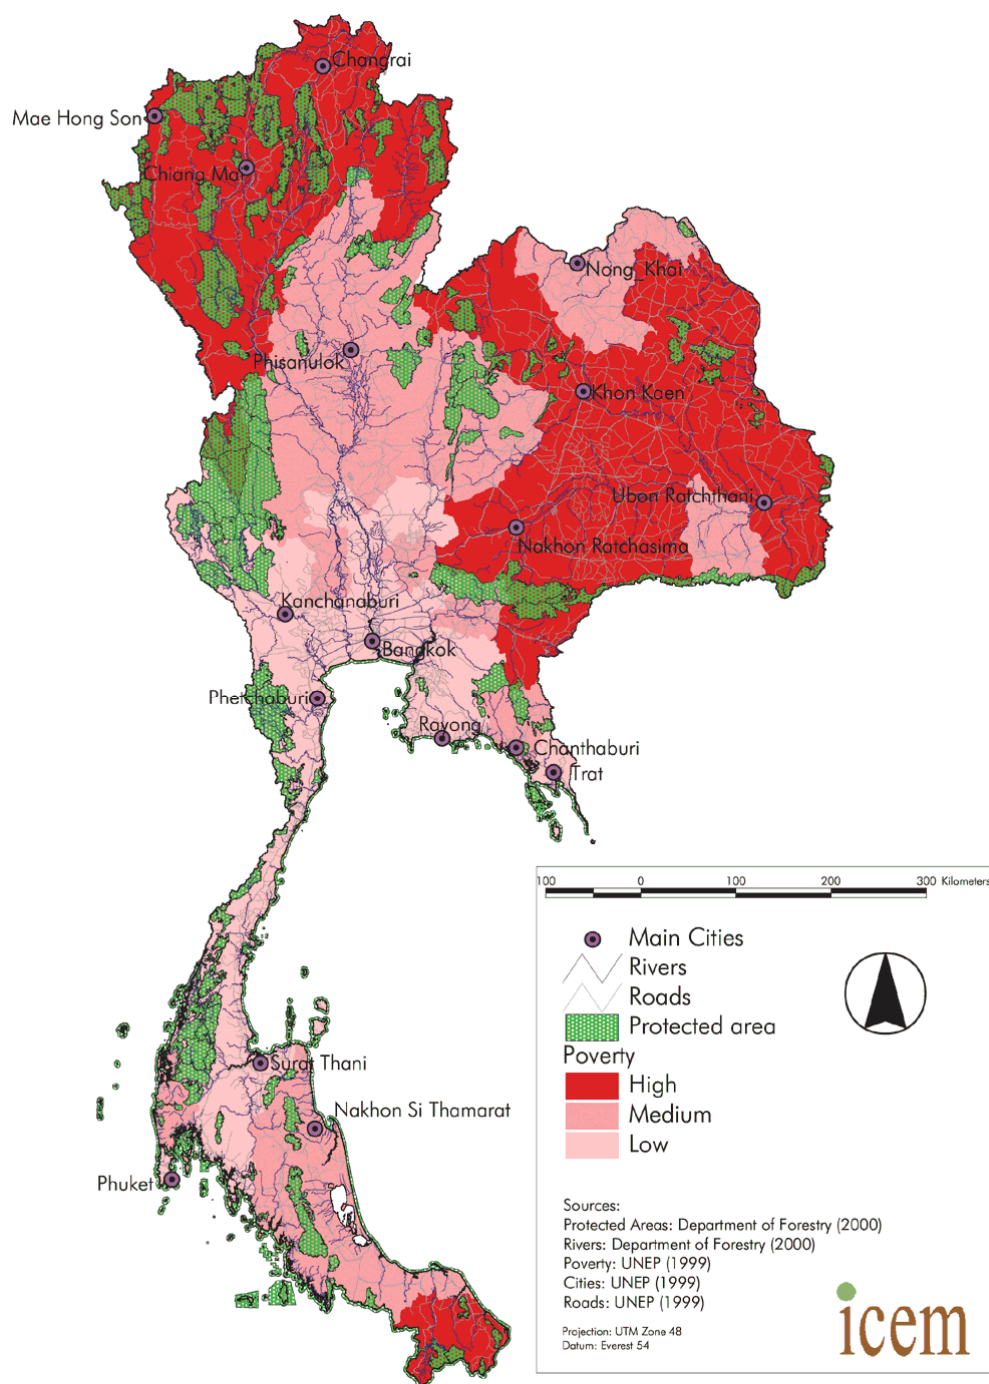 Changrai
Mae Hong Son
Chiang Mai
Nong_Khai
Phisanulok
Khon Kaen
Ubon Ratchthani
Nakhon Ratchasima
Kanchanaburi
Bangkok
Phetchaburi
Rayong
Chanthaburi
Trat
100 0 100 200 300 Kilometers
Main Cities
Rivers
Roads
Protected area
Poverty
High
Medium
Low
Surat Thani
Nakhon Si Thamarat
Phuket
Sources:
Protected Areas: Department of Forestry (2000)
Rivers: Department of Forestry (2000)
Poverty: UNEP (1999)
Cities: UNEP (1999)
Roads: UNEP (1999)
Projection: UTM Zone 48
Datum: Everest 54
icem